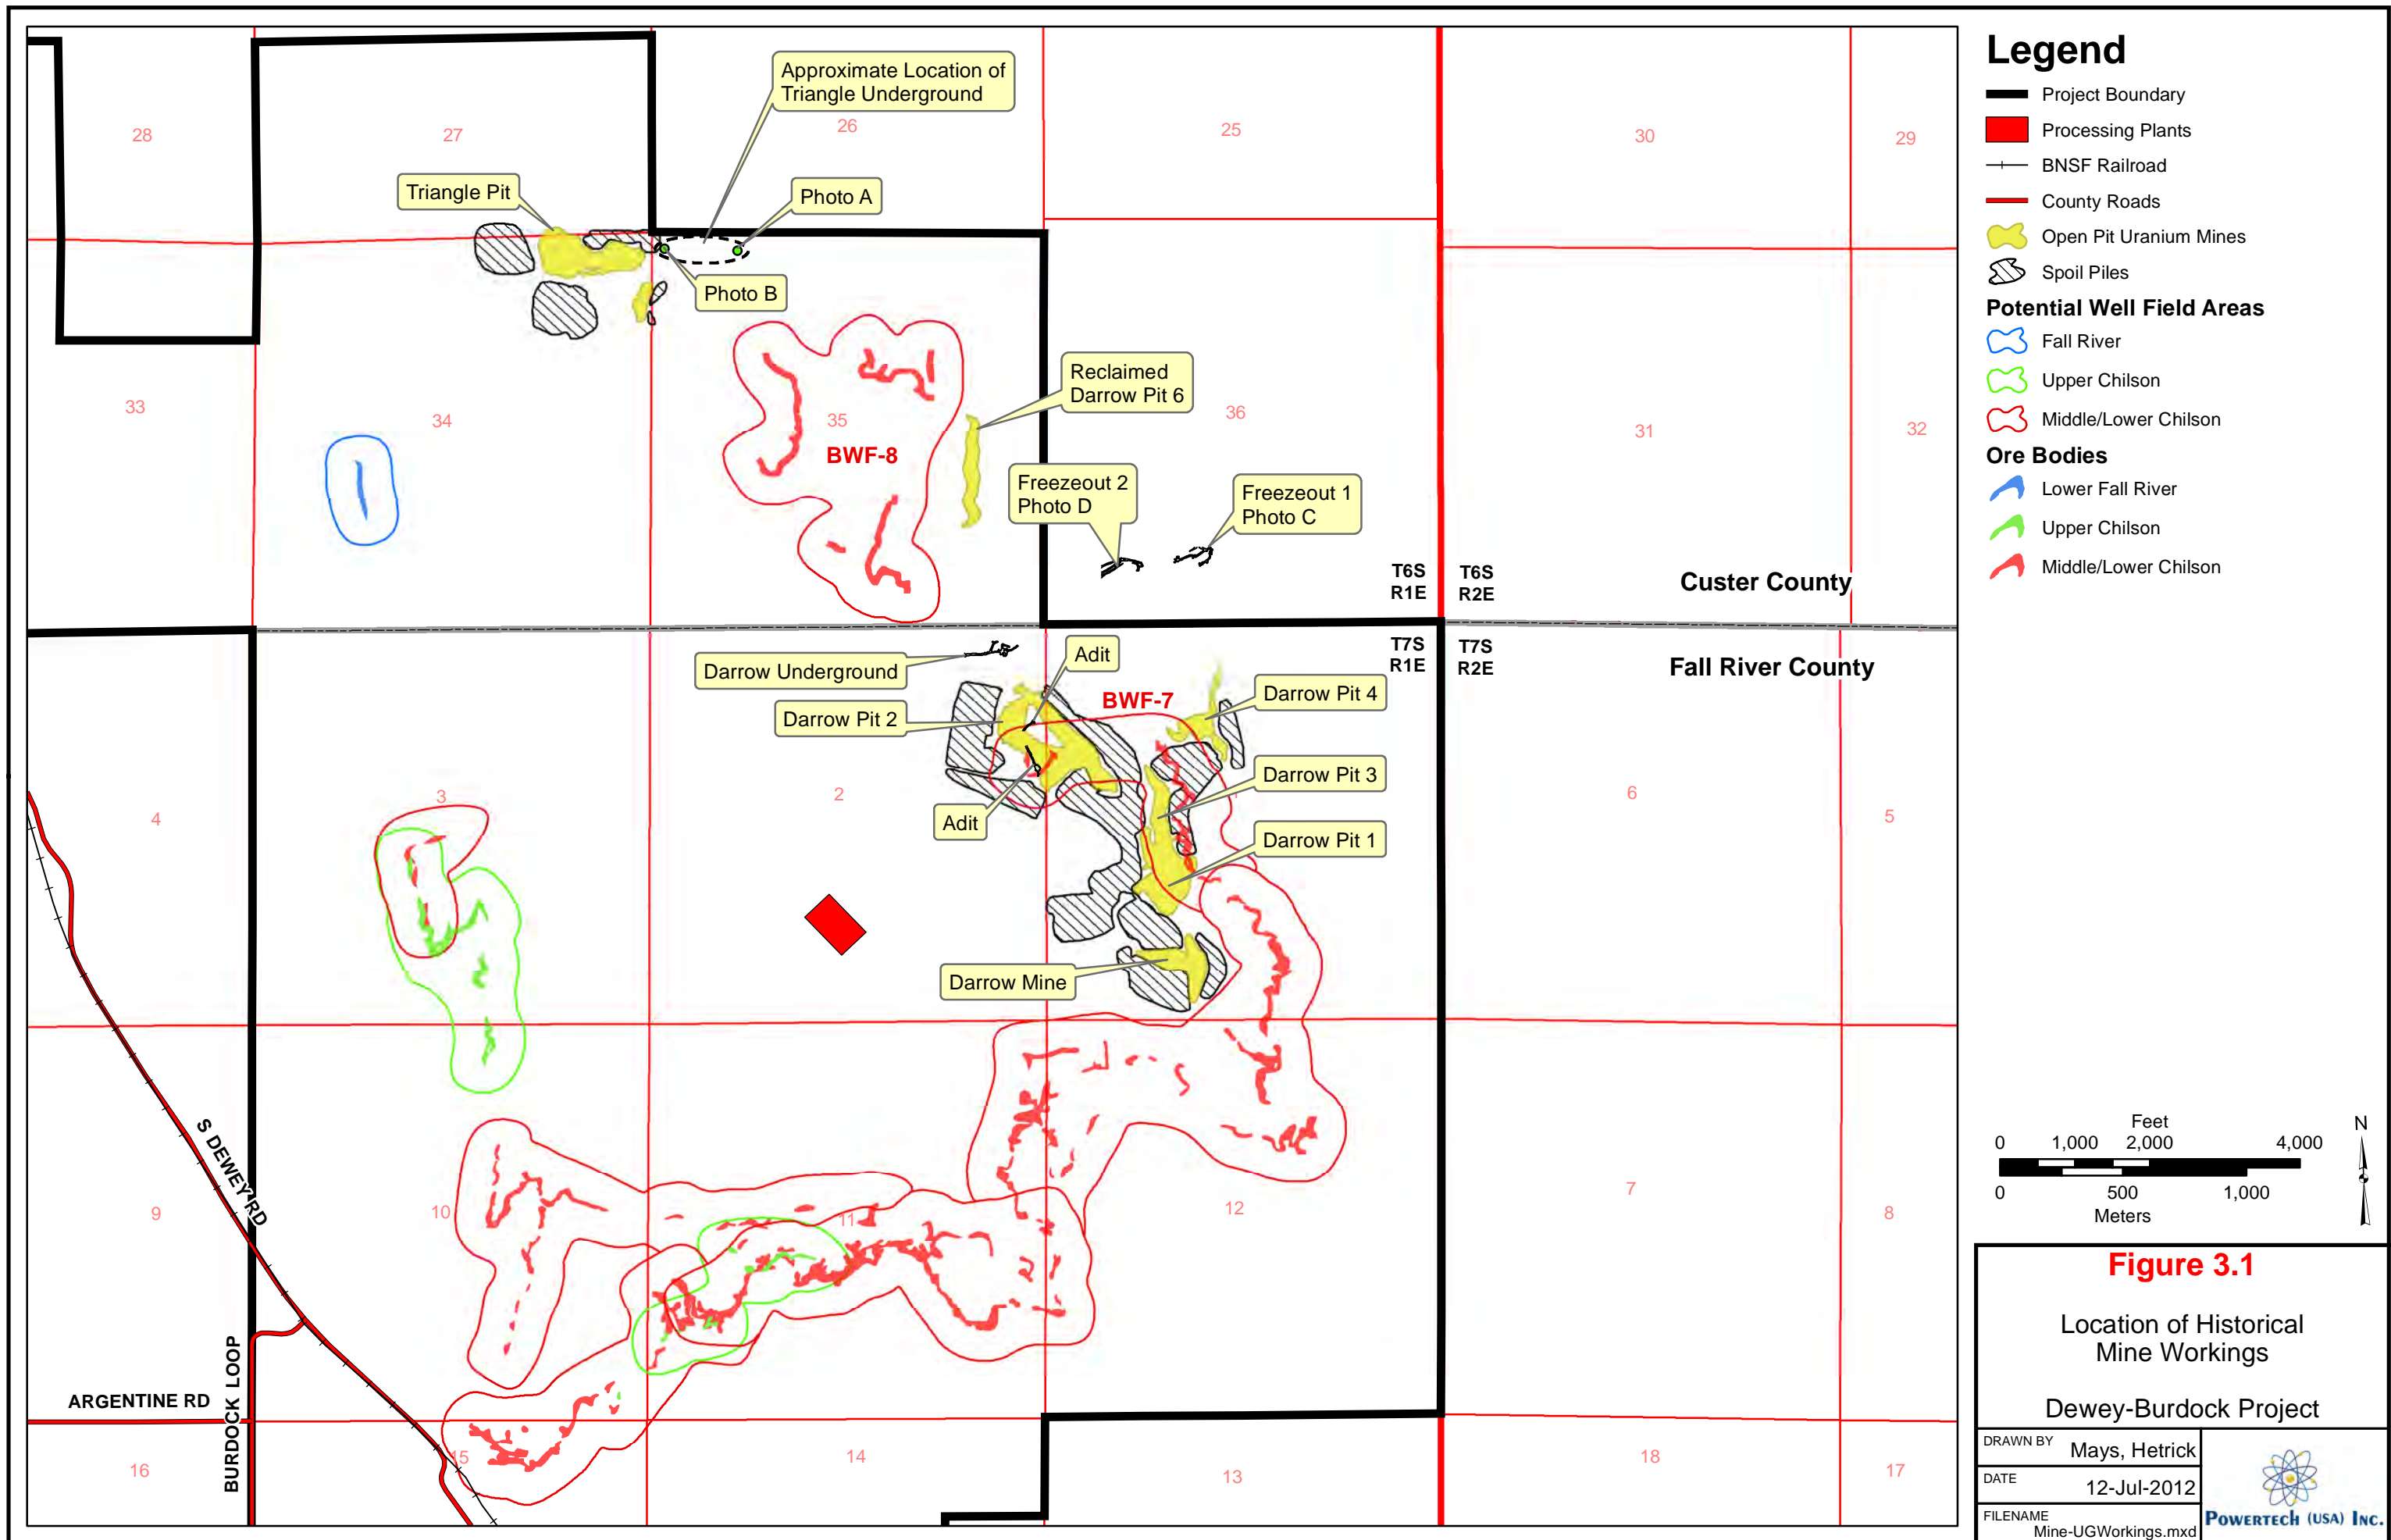 Approximate Location of
Triangle Underground
28
27
26
25
30
29
Triangle Pit
Photo A
Photo B
33
34
35
BWF-8
Reclaimed
Darrow Pit 6
36
31
32
Freezeout 2
Photo D
Freezeout 1
Photo C
T6S
R1E
T6S
R2E
Custer County
T7S
R1E
T7S
R2E
Fall River County
Darrow Underground
Adit
BWF-7
Darrow Pit 2
Darrow Pit 4
Darrow Pit 3
Adit
Darrow Pit 1
Darrow Mine
4
3
2
6
5
9
10
11
12
7
8
S DEWEY RD
BURDOCK LOOP
ARGENTINE RD
16
15
14
13
18
17
Legend
Project Boundary
Processing Plants
BNSF Railroad
County Roads
Open Pit Uranium Mines
Spoil Piles
Potential Well Field Areas
Fall River
Upper Chilson
Middle/Lower Chilson
Ore Bodies
Lower Fall River
Upper Chilson
Middle/Lower Chilson
Feet
0 1,000 2,000 4,000
0 500 1,000
Meters
N
Figure 3.1
Location of Historical
Mine Workings
Dewey-Burdock Project
DRAWN BY Mays, Hetrick
DATE 12-Jul-2012
FILENAME
Mine-UGWorkings.mxd
POWERTECH (USA) INC.